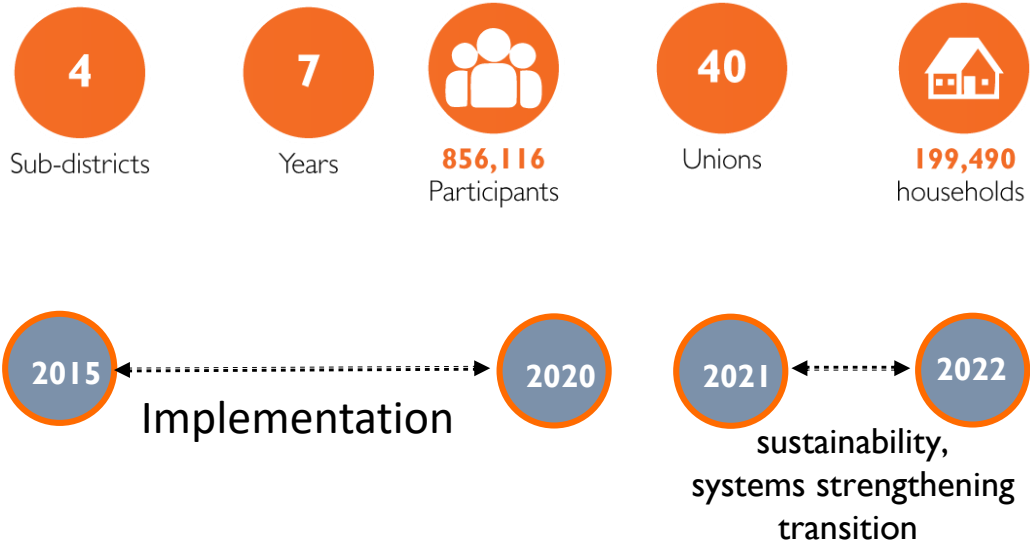 4
Sub-districts
7
Years
856,116
Participants
40
Unions
199,490
households
2015
2020
Implementation
2021
2022
sustainability,
systems strengthening
transition